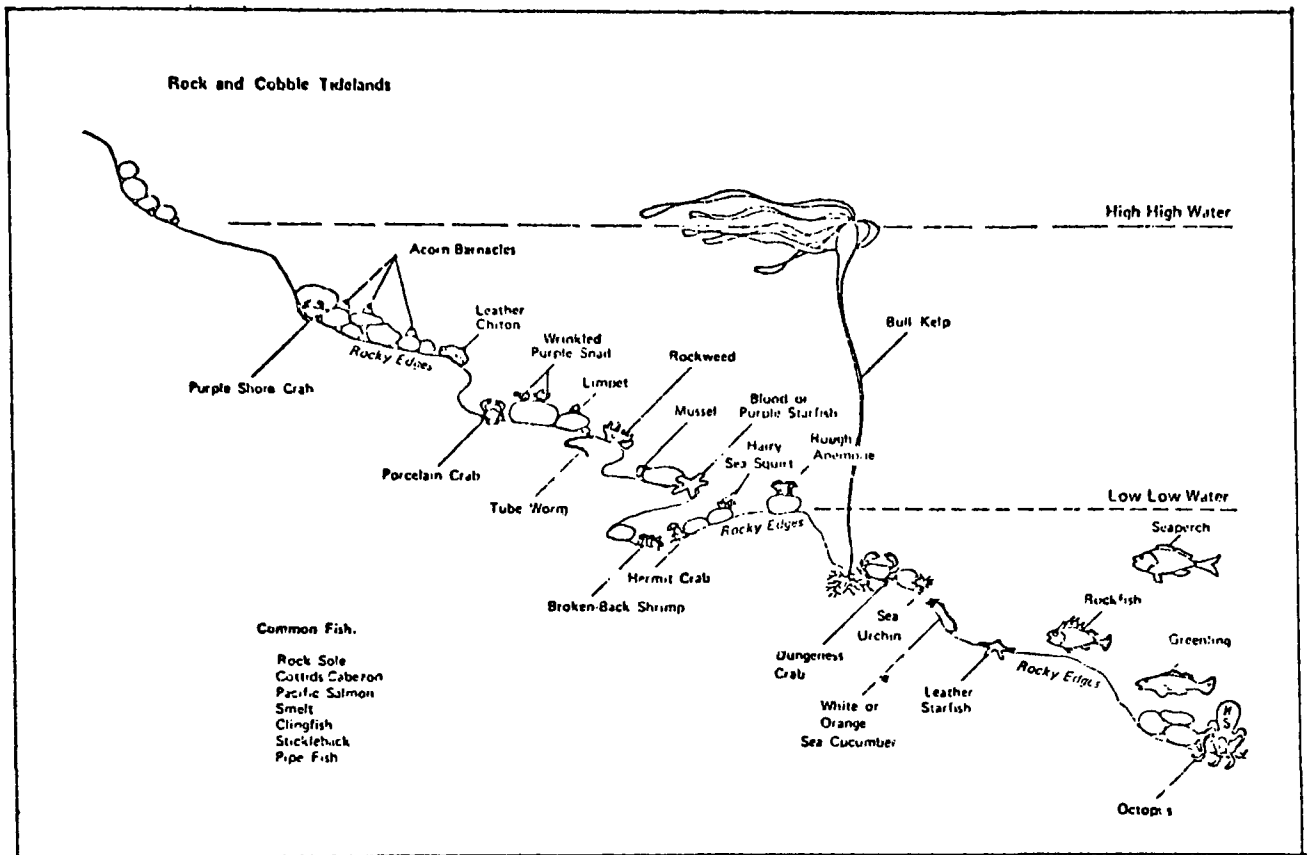 Rock and Cobble Tidelands
High High Water
Acorn Barnacles
Leather
Chiton
Bull Kelp
Wrinkled
Purple Snail
Rocky Edges
Rockweed
Purple Shore Crab
Limpet
Mussel
Blood or
Purple Starfish
Hairy
Sea Squirt
Rough
Anemone
Porcelain Crab
Tube Worm
Low Low Water
Rocky Edges
Seaperch
Hermit Crab
Broken-Back Shrimp
Rockfish
Sea
Urchin
Greenling
Common Fish.
Dungeness
Crab
Rocky Edges
Rock Sole
Cottids Caberon
Pacific Salmon
Smelt
Clingfish
Stickleback
Pipe Fish
Leather
Starfish
White or
Orange
Sea Cucumber
Octopus